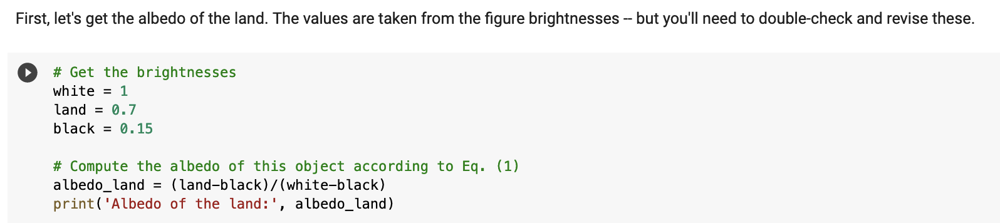 First, let's get the albedo of the land. The values are taken from the figure brightnesses -- but you'll need to double-check and revise these.
# Get the brightnesses
white = 1
land = 0.7
black = 0.15
# Compute the albedo of this object according to Eq. (1)
albedo_land = (land-black)/(white-black)
print('Albedo of the land:', albedo_land)